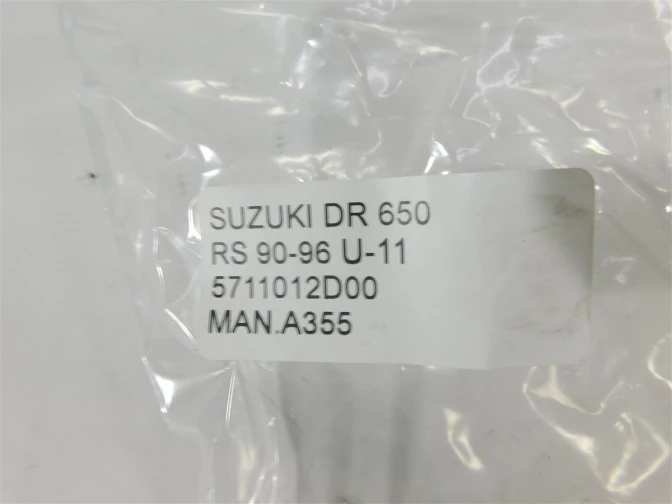 SUZUKI DR 650
RS 90-96 U-11
5711012D00
MAN.A355